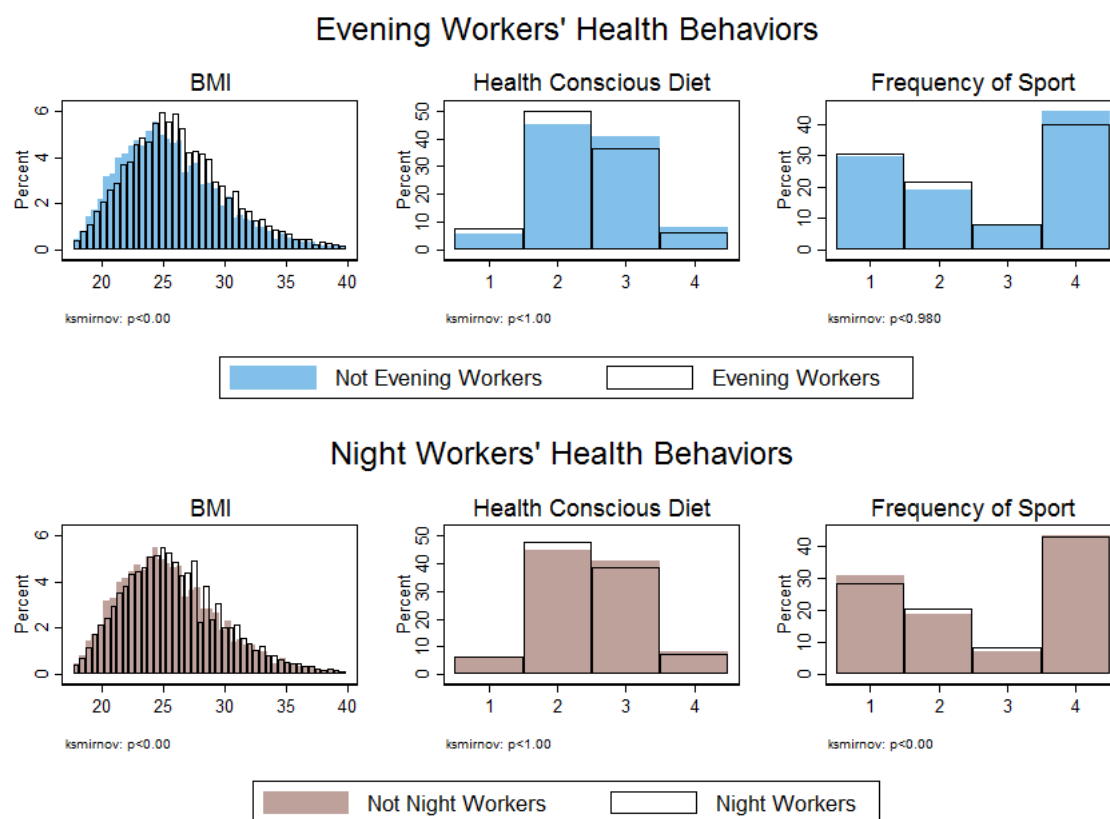 Evening Workers' Health Behaviors
BMI
Health Conscious Diet
Frequency of Sport
Percent
0 2 4 6
20 25 30 35 40
ksmirnov: p<0.00
Percent
0 10 20 30 40 50
1 2 3 4
ksmirnov: p<1.00
Percent
0 10 20 30 40
1 2 3 4
ksmirnov: p<0.980
Not Evening Workers
Evening Workers
Night Workers' Health Behaviors
BMI
Health Conscious Diet
Frequency of Sport
Percent
0 2 4 6
20 25 30 35 40
ksmirnov: p<0.00
Percent
0 10 20 30 40 50
1 2 3 4
ksmirnov: p<1.00
Percent
0 10 20 30 40
1 2 3 4
ksmirnov: p<0.00
Not Night Workers
Night Workers